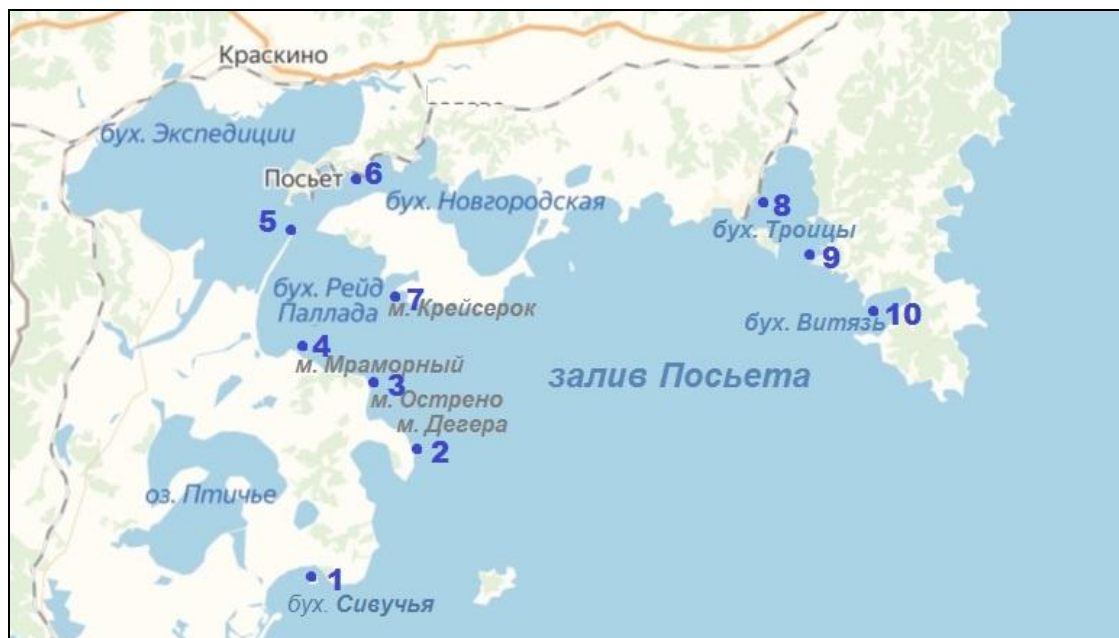 Краскино
бух. Экспедиции
Посьет
6
бух. Новгородская
5
8
бух. Троицы
9
бух. Рейд
Паллада
7
м. Крейсерок
10
бух. Витязь
4
м. Мраморный
залив Посьета
3
м. Острено
м. Дегера
2
оз. Птичье
1
бух. Сивучья